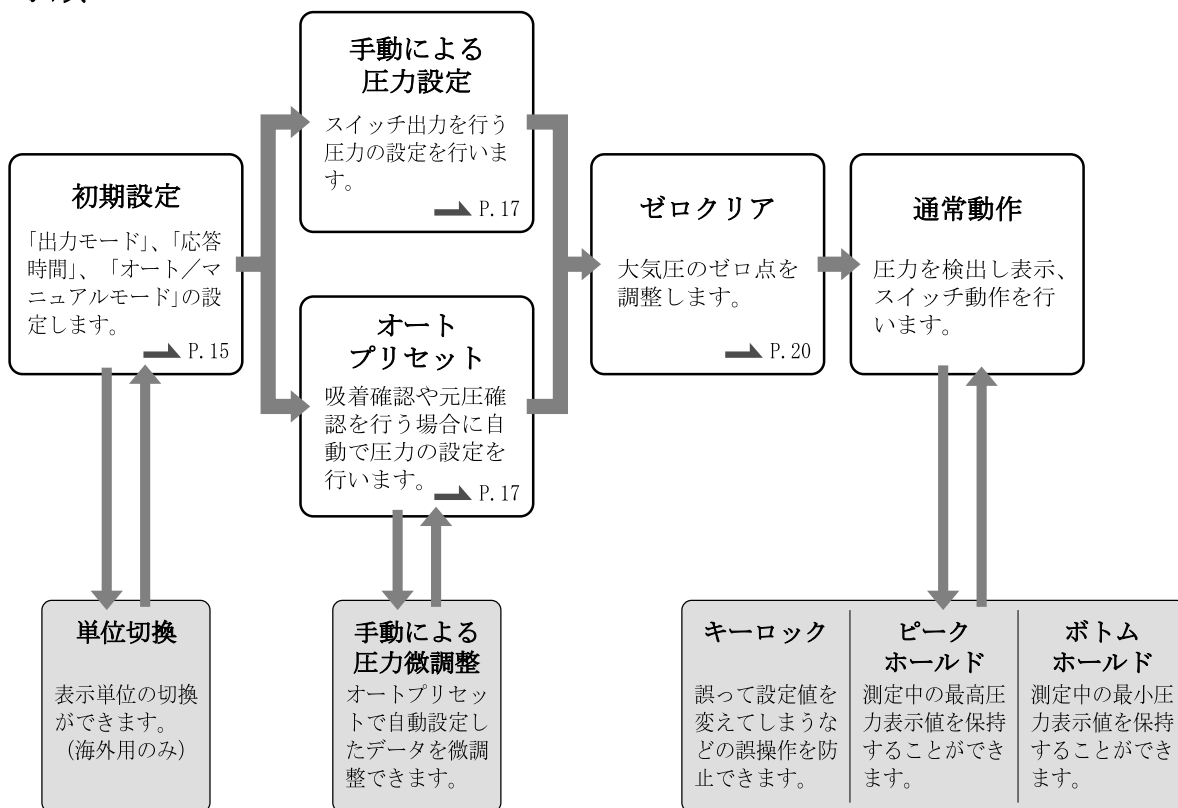 初期設定
「出力モード」、「応答
時間」、「オート／マ
ニュアルモード」の設
定します。
P.15
手動による
圧力設定
スイッチ出力を行う
圧力の設定を行いま
す。
P.17
オート
プリセット
吸着確認や元圧確
認を行う場合に自
動で圧力の設定を
行います。
P.17
ゼロクリア
大気圧のゼロ点を
調整します。
P.20
通常動作
圧力を検出し表示、
スイッチ動作を行
います。
単位切換
表示単位の切換
ができます。
（海外用のみ）
手動による
圧力微調整
オートプリセッ
トで自動設定し
たデータを微調
整できます。
キーロック
誤って設定値を
変えてしまうな
どの誤操作を防
止できます。
ピーク
ホールド
測定中の最高圧
力表示値を保持
することができ
ます。
ボトム
ホールド
測定中の最小圧
力表示値を保持
することができ
ます。